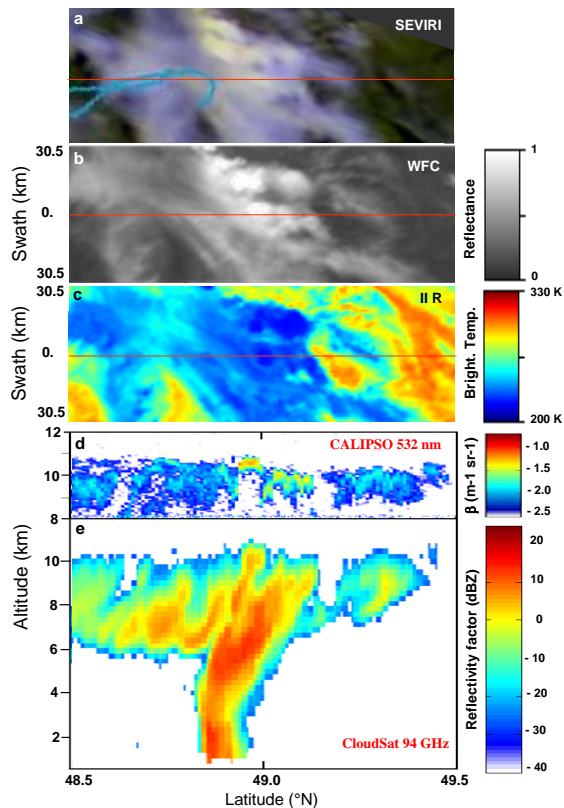 a
SEVIRI
30.5
b
WFC
Swath (km)
0.
30.5
1
Reflectance
0
30.5
c
II R
Swath (km)
0.
30.5
330 K
Bright. Temp.
200 K
12
d
CALIPSO 532 nm
10
8
- 1.0
- 1.5
- 2.0
- 2.5
β (m-1 sr-1)
Altitude (km)
e
10
8
6
4
2
CloudSat 94 GHz
20
10
0
- 10
- 20
- 30
- 40
Reflectivity factor (dBZ)
48.5
49.0
49.5
Latitude (°N)